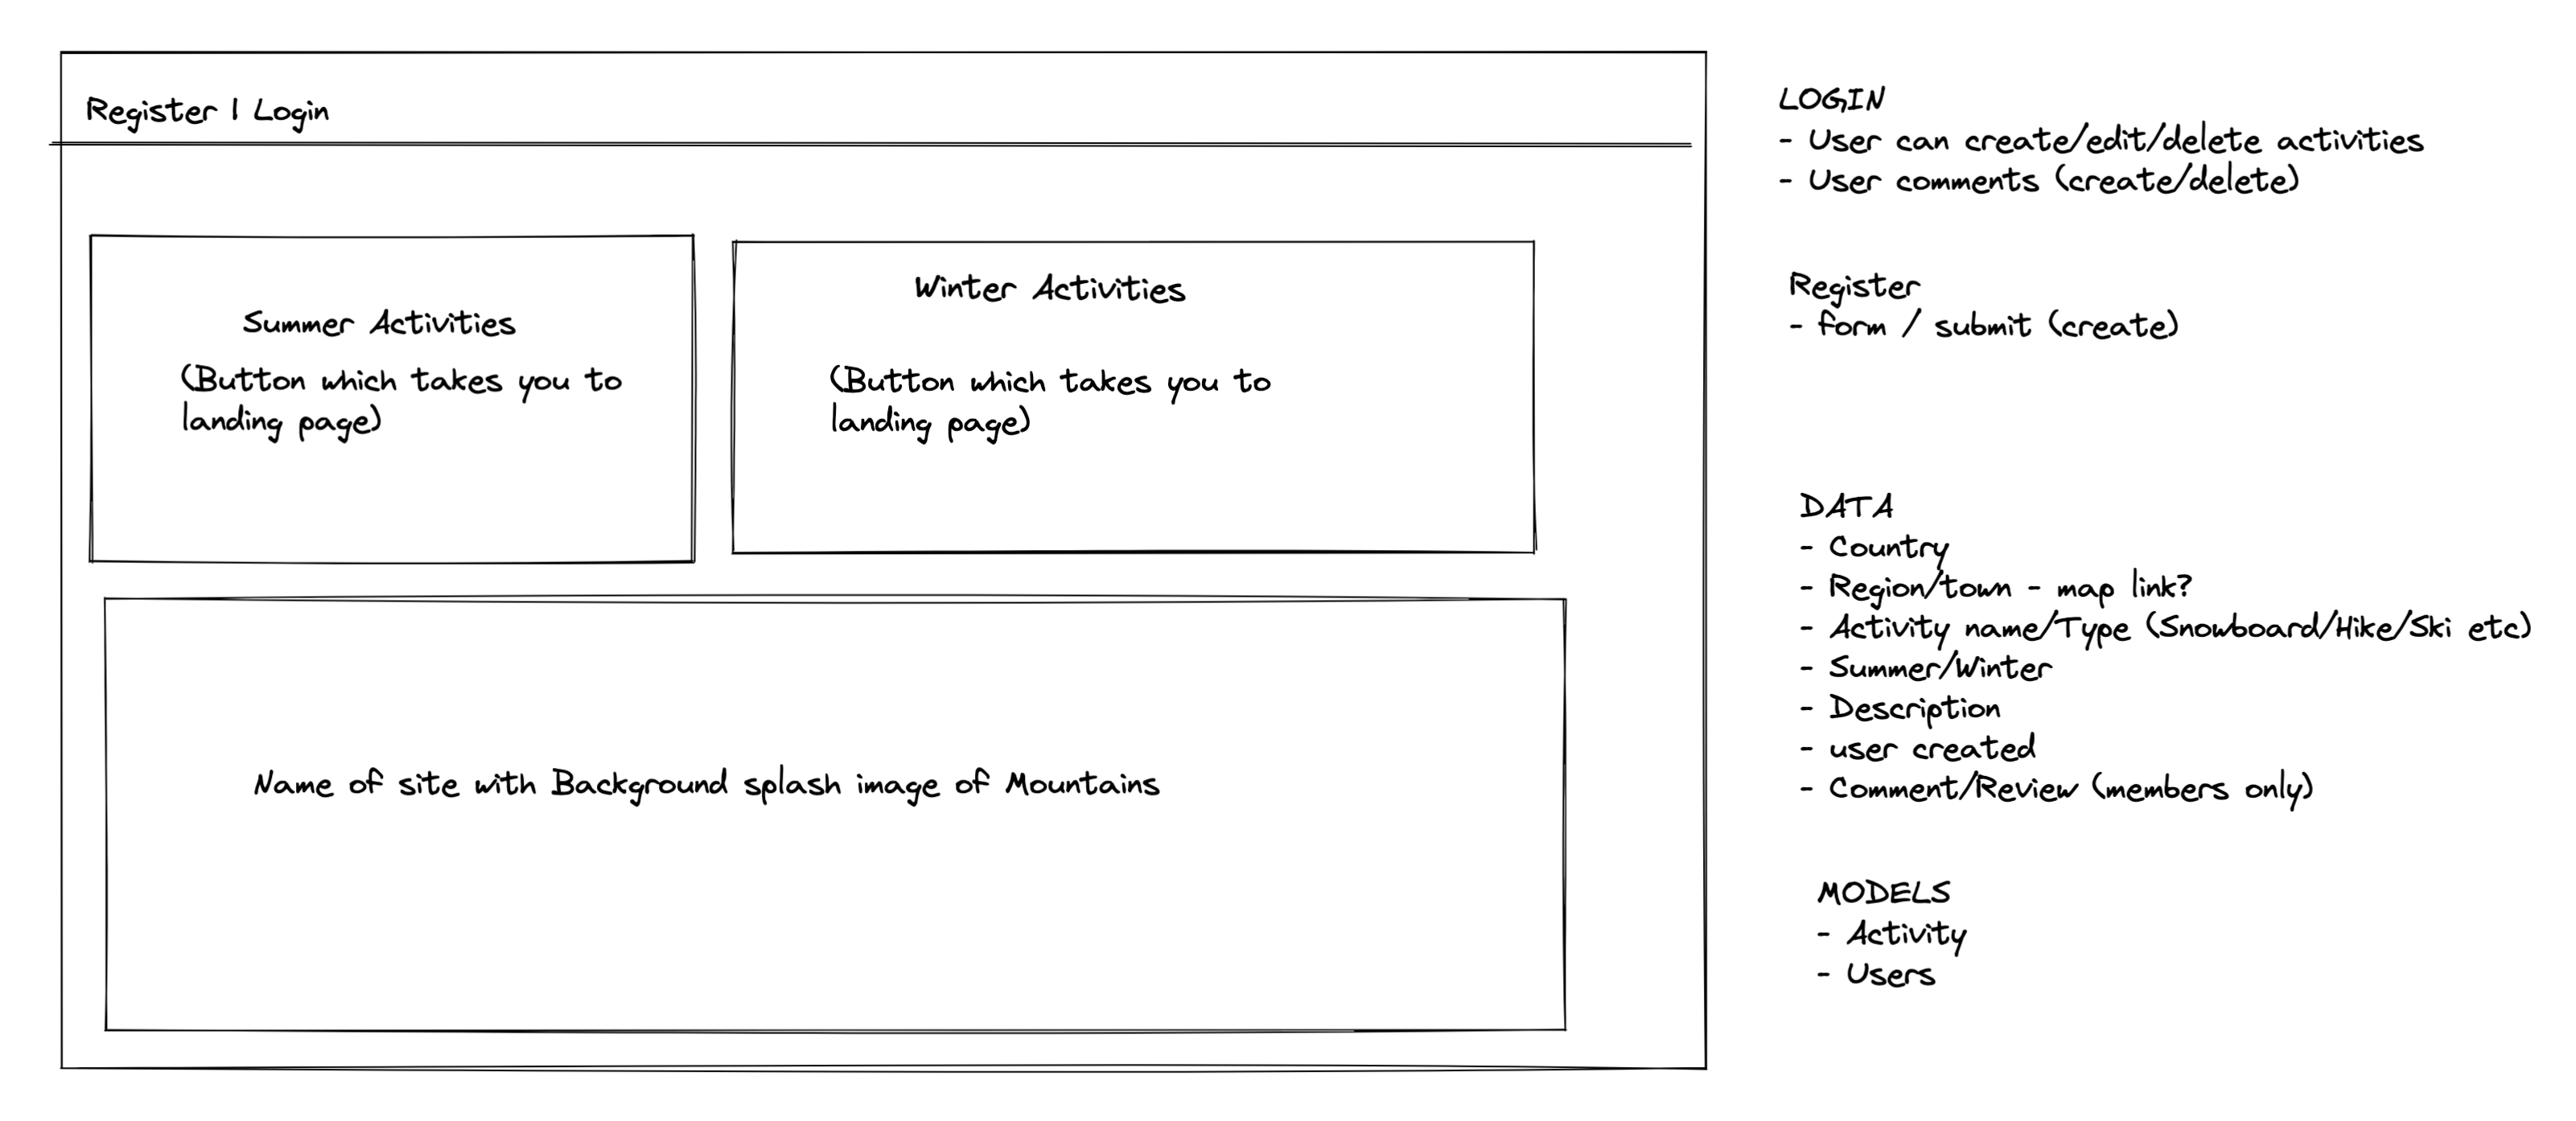 Register | Login
Summer Activities
(Button which takes you to
landing page)
Winter Activities
(Button which takes you to
landing page)
Name of site with Background splash image of Mountains
LOGIN
- User can create/edit/delete activities
- User comments (create/delete)
Register
- form / submit (create)
DATA
- Country
- Region/town - map link?
- Activity name/Type (Snowboard/Hike/Ski etc)
- Summer/Winter
- Description
- user created
- Comment/Review (members only)
MODELS
- Activity
- Users